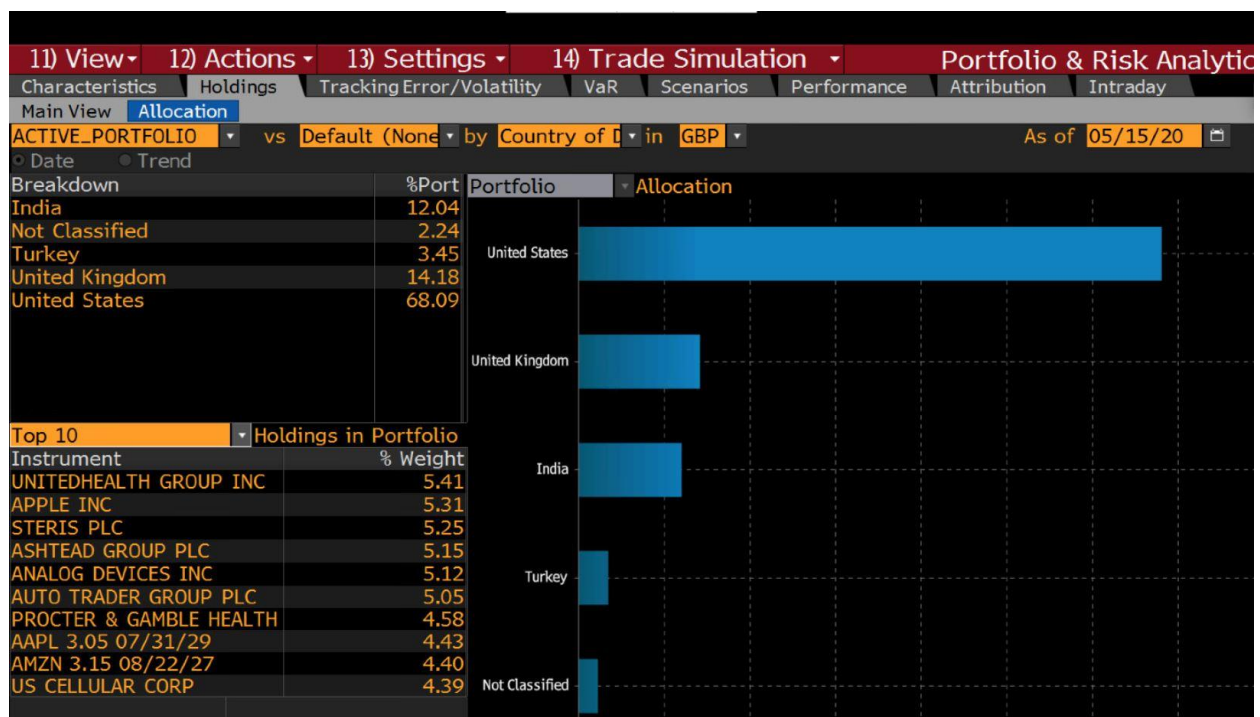 11) View 12) Actions 13) Settings 14) Trade Simulation Portfolio & Risk Analytic
Characteristics Holdings Tracking Error/Volatility VaR Scenarios Performance Attribution Intraday
Main View Allocation
ACTIVE_PORTFOLIO vs Default (None by Country of D in GBP As of 05/15/20
Date Trend
Breakdown %Port
India 12.04
Not Classified 2.24
Turkey 3.45
United Kingdom 14.18
United States 68.09
Top 10 Holdings in Portfolio
Instrument % Weight
UNITEDHEALTH GROUP INC 5.41
APPLE INC 5.31
STERIS PLC 5.25
ASHTEAD GROUP PLC 5.15
ANALOG DEVICES INC 5.12
AUTO TRADER GROUP PLC 5.05
PROCTER & GAMBLE HEALTH 4.58
AAPL 3.05 07/31/29 4.43
AMZN 3.15 08/22/27 4.40
US CELLULAR CORP 4.39
Portfolio Allocation
United States
United Kingdom
India
Turkey
Not Classified